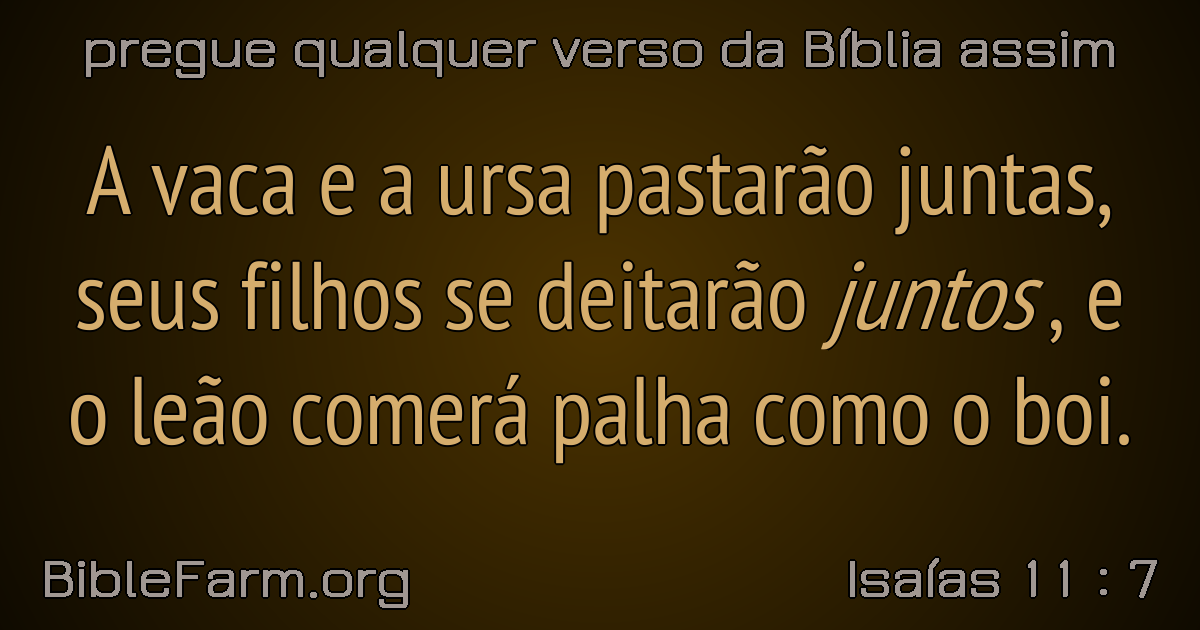 pregue qualquer verso da Bíblia assim
A vaca e a ursa pastarão juntas,
seus filhos se deitarão juntos, e
o leão comerá palha como o boi.
BibleFarm.org
Isaías 11 : 7